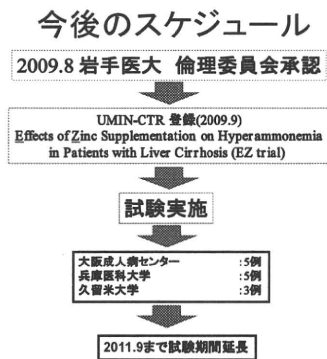 今後のスケジュール
2009.8 岩手医大 倫理委員会承認
UMIN-CTR 登録(2009.9)
Effects of Zinc Supplementation on Hyperammonemia
in Patients with Liver Cirrhosis (EZ trial)
試験実施
大阪成人病センター :5例
兵庫医科大学 :5例
久留米大学 :3例
2011.9まで試験期間延長